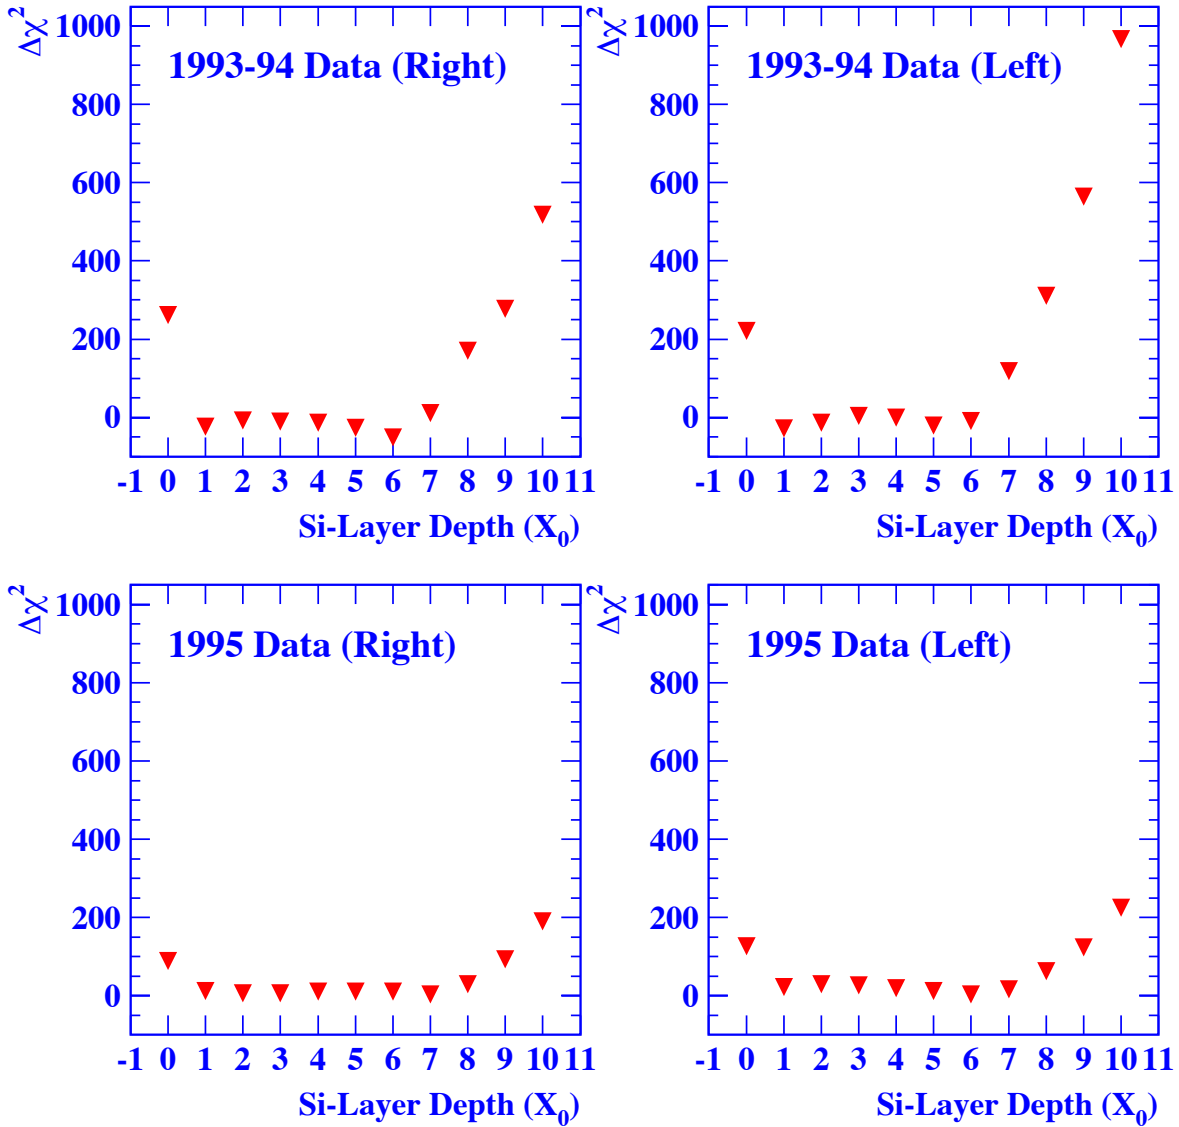 Δχ²
1000
800
600
400
200
0
1993-94 Data (Right)
-1 0 1 2 3 4 5 6 7 8 9 10 11
Si-Layer Depth (X₀)
Δχ²
1000
800
600
400
200
0
1993-94 Data (Left)
-1 0 1 2 3 4 5 6 7 8 9 10 11
Si-Layer Depth (X₀)
Δχ²
1000
800
600
400
200
0
1995 Data (Right)
-1 0 1 2 3 4 5 6 7 8 9 10 11
Si-Layer Depth (X₀)
Δχ²
1000
800
600
400
200
0
1995 Data (Left)
-1 0 1 2 3 4 5 6 7 8 9 10 11
Si-Layer Depth (X₀)